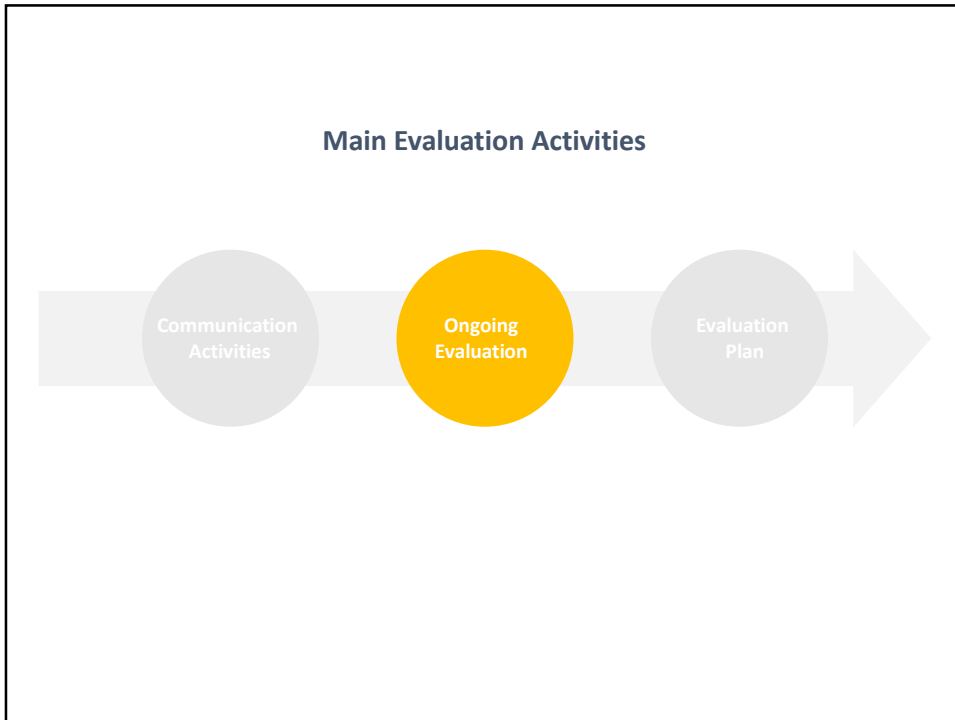 Main Evaluation Activities
Communication
Activities
Ongoing
Evaluation
Evaluation
Plan